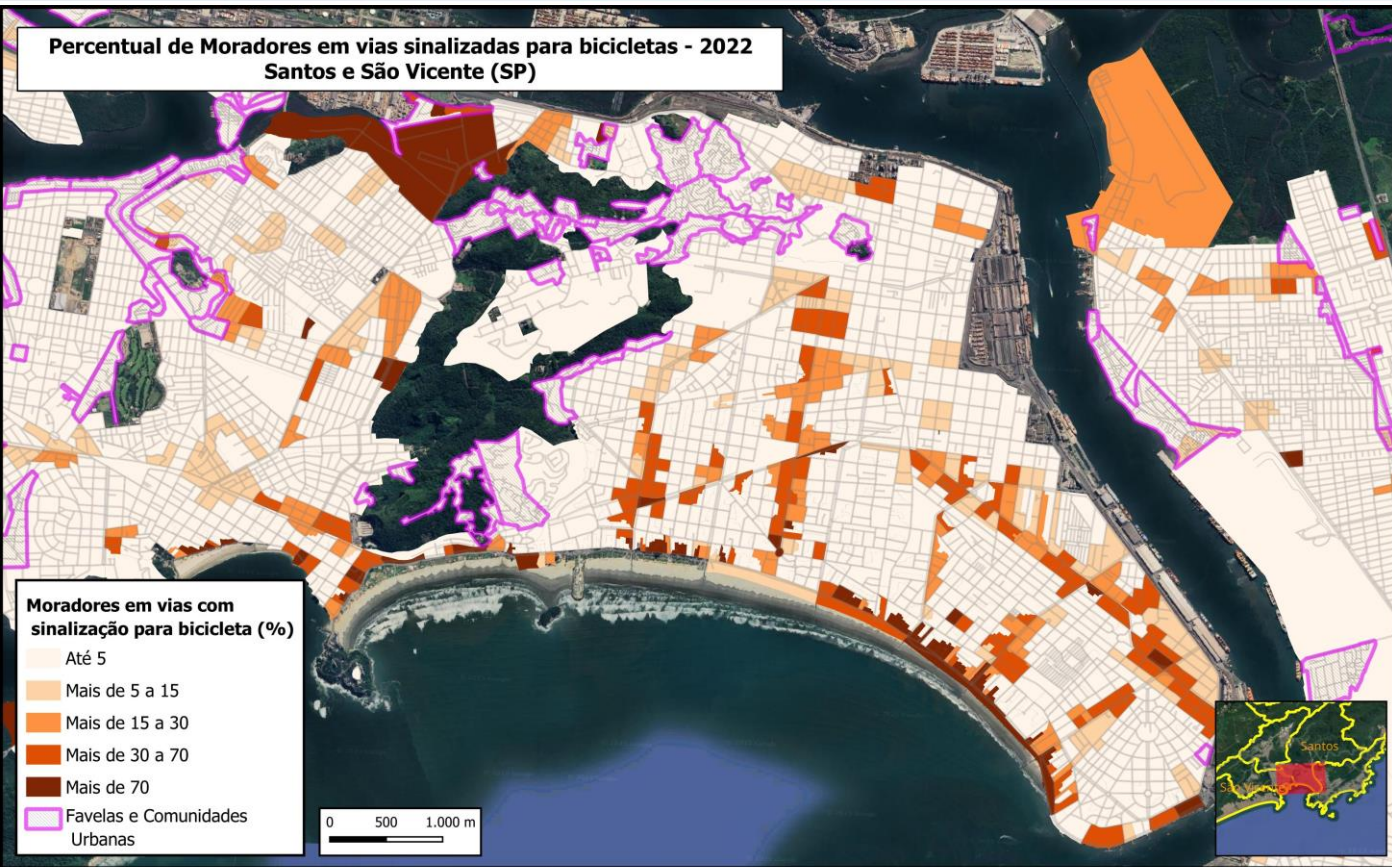 Percentual de Moradores em vias sinalizadas para bicicletas - 2022
Santos e São Vicente (SP)
Moradores em vias com
sinalização para bicicleta (%)
Até 5
Mais de 5 a 15
Mais de 15 a 30
Mais de 30 a 70
Mais de 70
Favelas e Comunidades
Urbanas
0 500 1.000 m
Santos
São Vicente